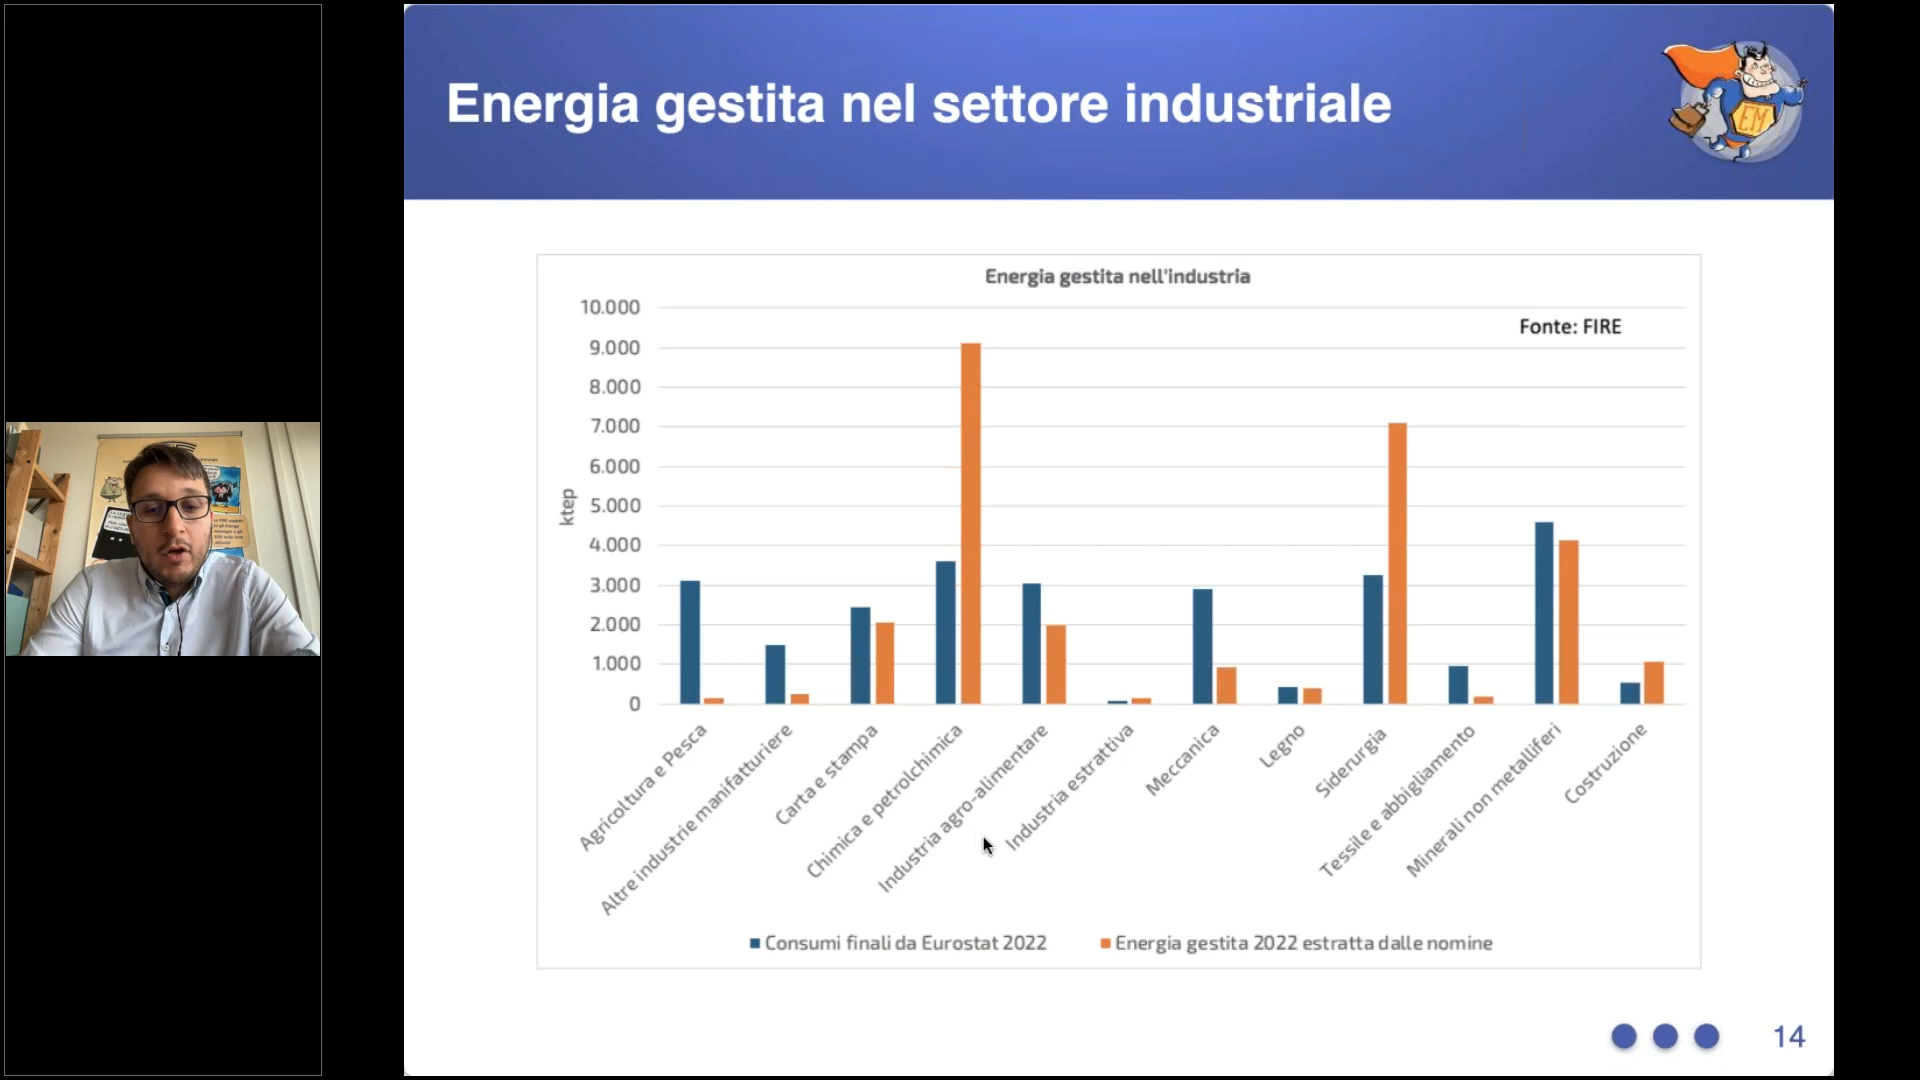 Energia gestita nel settore industriale
EM
Energia gestita nell'industria
Fonte: FIRE
10.000
9.000
8.000
7.000
6.000
5.000
4.000
3.000
2.000
1.000
0
ktep
Agricoltura e Pesca
Altre industrie manifatturiere
Carta e stampa
Chimica e petrolchimica
Industria agro-alimentare
Industria estrattiva
Meccanica
Legno
Siderurgia
Tessile e abbigliamento
Minerali non metalliferi
Costruzione
Consumi finali da Eurostat 2022
Energia gestita 2022 estratta dalle nomine
14